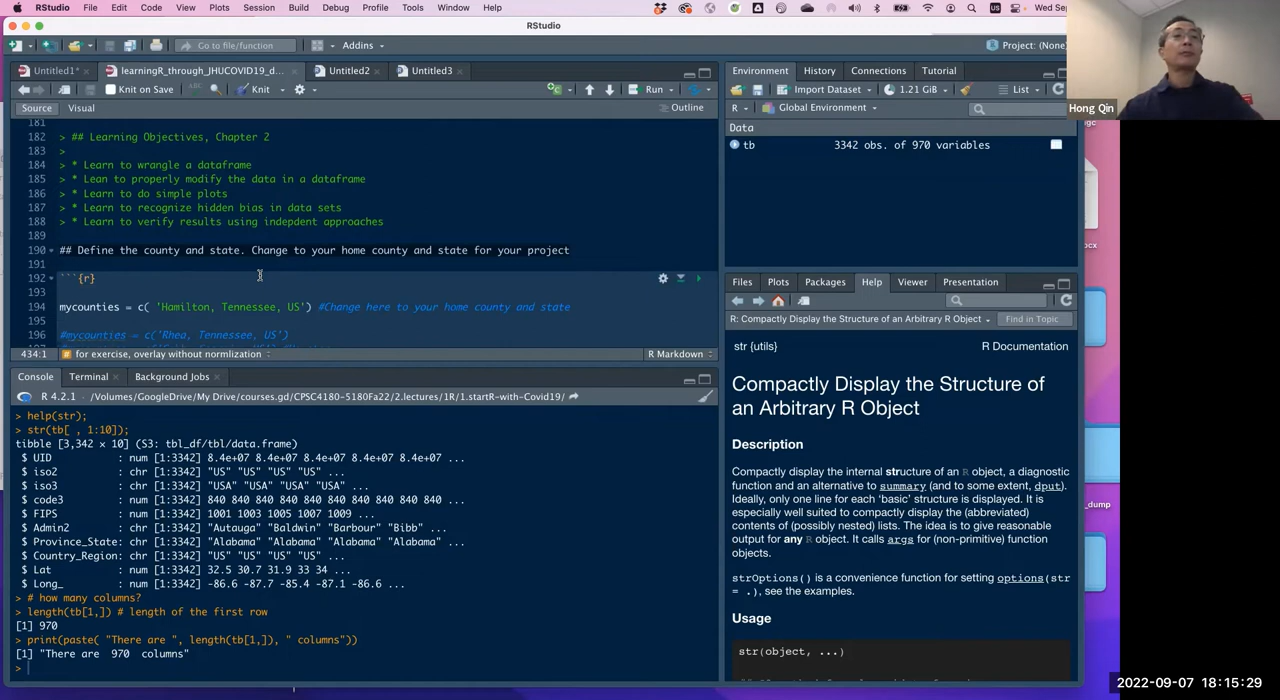 RStudio File Edit Code View Plots Session Build Debug Profile Tools Window Help Wed Sep
RStudio
Go to file/function Addins Project: (None)
Untitled1* learningR_through_JHUCOVID19_d... Untitled2 Untitled3
Knit on Save ABC Knit Run
Source Visual Outline
181
182 > ## Learning Objectives, Chapter 2
183 >
184 > * Learn to wrangle a dataframe
185 > * Lean to properly modify the data in a dataframe
186 > * Learn to do simple plots
187 > * Learn to recognize hidden bias in data sets
188 > * Learn to verify results using indepdent approaches
189
190 ## Define the county and state. Change to your home county and state for your project
191
192 ```{r}
193
194 mycounties = c( 'Hamilton, Tennessee, US') #Change here to your home county and state
195
196 #mycounties = c('Rhea, Tennessee, US')
434:1 # for exercise, overlay without normlization R Markdown
Console Terminal Background Jobs
R 4.2.1 · /Volumes/GoogleDrive/My Drive/courses.gd/CPSC4180-5180Fa22/2.lectures/1R/1.startR-with-Covid19/
> help(str);
> str(tb[ , 1:10]);
tibble [3,342 × 10] (S3: tbl_df/tbl/data.frame)
$ UID : num [1:3342] 8.4e+07 8.4e+07 8.4e+07 8.4e+07 8.4e+07 ...
$ iso2 : chr [1:3342] "US" "US" "US" "US" ...
$ iso3 : chr [1:3342] "USA" "USA" "USA" "USA" ...
$ code3 : num [1:3342] 840 840 840 840 840 840 840 840 840 840 ...
$ FIPS : num [1:3342] 1001 1003 1005 1007 1009 ...
$ Admin2 : chr [1:3342] "Autauga" "Baldwin" "Barbour" "Bibb" ...
$ Province_State: chr [1:3342] "Alabama" "Alabama" "Alabama" "Alabama" ...
$ Country_Region: chr [1:3342] "US" "US" "US" "US" ...
$ Lat : num [1:3342] 32.5 30.7 31.9 33 34 ...
$ Long_ : num [1:3342] -86.6 -87.7 -85.4 -87.1 -86.6 ...
> # how many columns?
> length(tb[1,]) # length of the first row
[1] 970
> print(paste( "There are ", length(tb[1,]), " columns"))
[1] "There are  970  columns"
>
Environment History Connections Tutorial
Import Dataset 1.21 GiB List
R Global Environment
Data
tb 3342 obs. of 970 variables
Files Plots Packages Help Viewer Presentation
R: Compactly Display the Structure of an Arbitrary R Object Find in Topic
str {utils} R Documentation
Compactly Display the Structure of
an Arbitrary R Object
Description
Compactly display the internal structure of an R object, a diagnostic
function and an alternative to summary (and to some extent, dput).
Ideally, only one line for each 'basic' structure is displayed. It is
especially well suited to compactly display the (abbreviated)
contents of (possibly nested) lists. The idea is to give reasonable
output for any R object. It calls args for (non-primitive) function
objects.
strOptions() is a convenience function for setting options(str
= .), see the examples.
Usage
str(object, ...)
Hong Qin
gc
ocx
_dump
2022-09-07 18:15:29